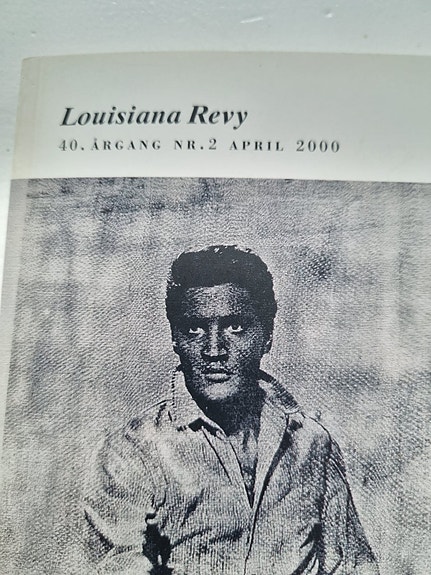 Louisiana Revy
40. ÅRGANG NR. 2 APRIL 2000